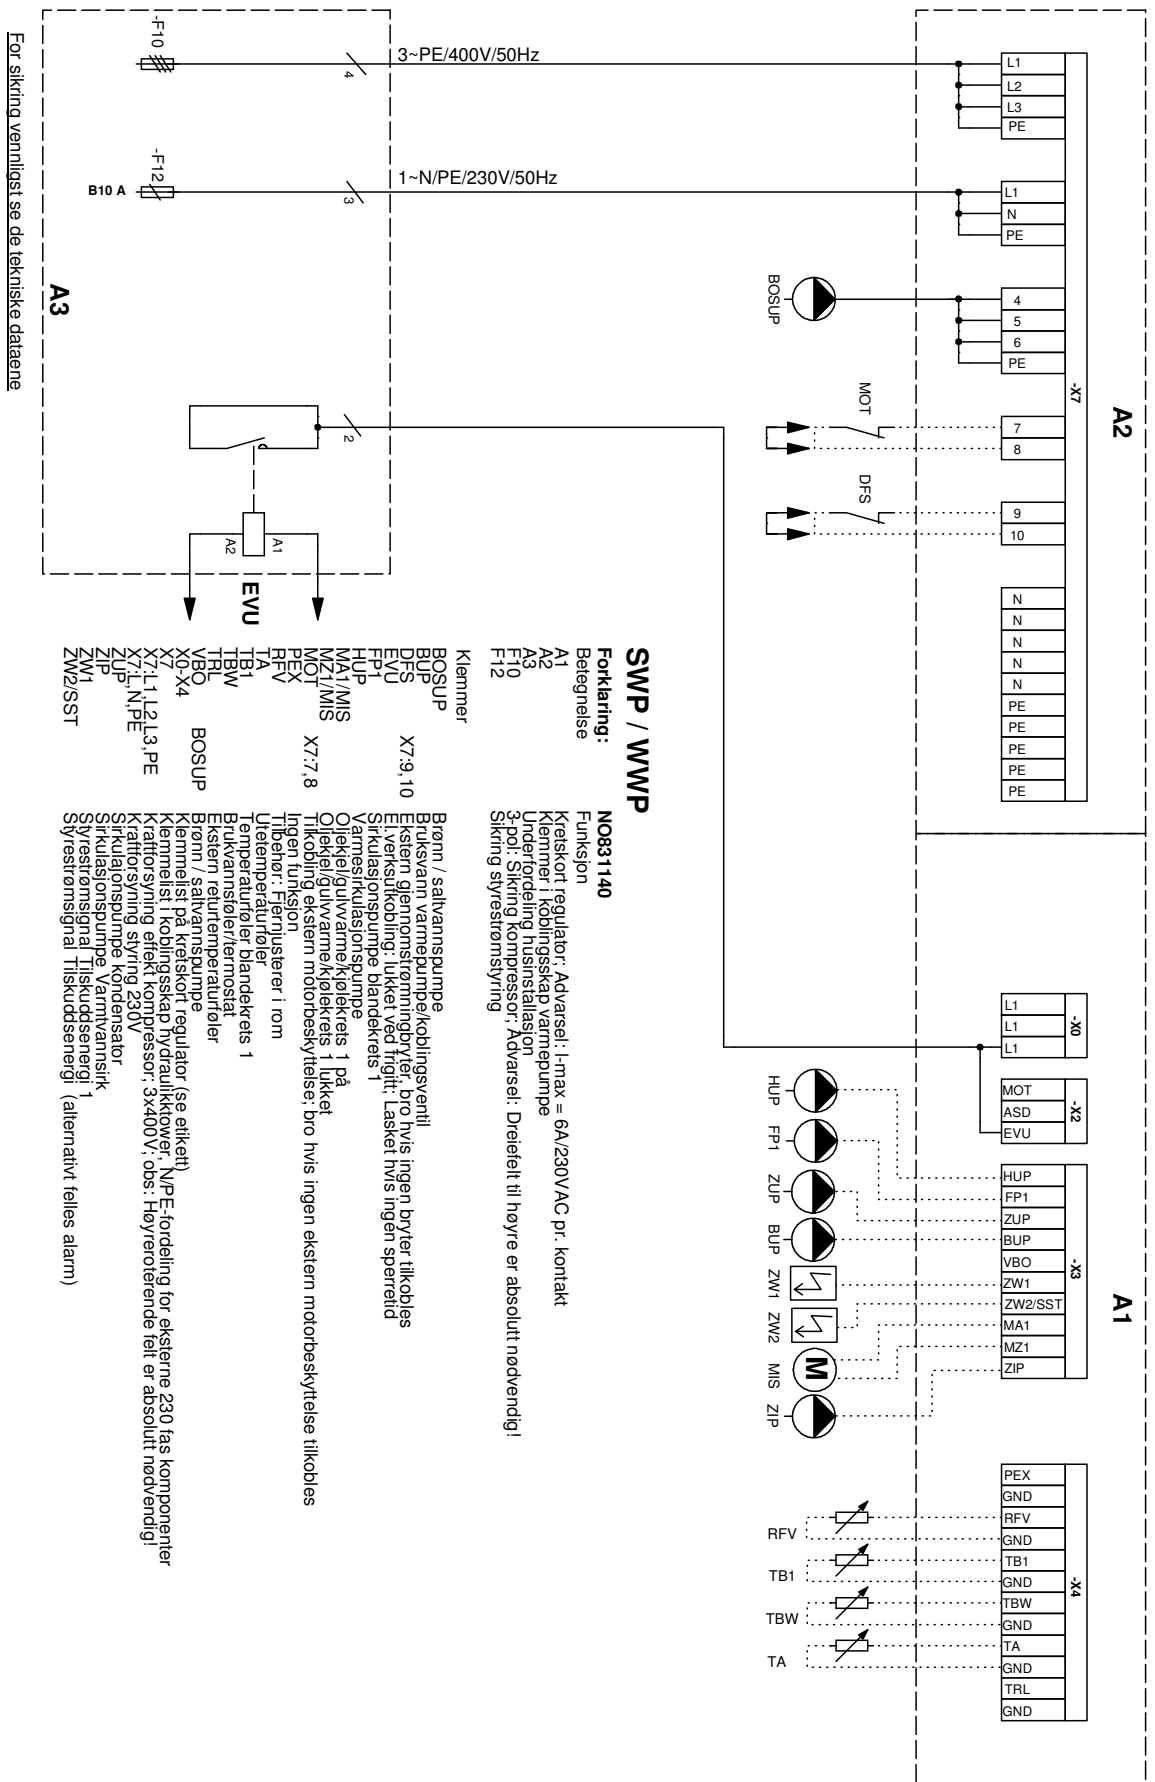 A2
A1
-X7
-X0
-X2
-X3
-X4
L1
L2
L3
PE
L1
N
PE
4
5
6
PE
7
8
9
10
N
N
N
N
N
PE
PE
PE
PE
PE
L1
L1
L1
MOT
ASD
EVU
HUP
FP1
ZUP
BUP
VBO
ZW1
ZW2/SST
MA1
MZ1
ZIP
PEX
GND
RFV
GND
TB1
GND
TBW
GND
TA
GND
TRL
GND
BOSUP
MOT
DFS
HUP
FP1
ZUP
BUP
ZW1
ZW2
M
MIS
ZIP
RFV
TB1
TBW
TA
3~PE/400V/50Hz
1~N/PE/230V/50Hz
4
3
2
-F10
-F12
B10 A
A1
A2
EVU
A3
For sikring vennligst se de tekniske dataene
SWP / WWP
Forklaring: NO831140
Betegnelse Funksjon
A1 Kretskort regulator; Advarsel: I-max = 6A/230VAC pr. kontakt
A2 Klemmer i koblingsskap varmepumpe
A3 Underfordeling husinstallasjon
F10 3-pol: Sikring kompressor; Advarsel: Dreiefelt til høyre er absolutt nødvendig!
F12 Sikring styrestrømstyring
Klemmer
BOSUP Brønn / saltvannspumpe
BUP Bruksvann varmepumpe/koblingsventil
DFS X7:9,10 Ekstern gjennomstrømningbryter, bro hvis ingen bryter tilkobles
EVU El.verksutkobling: lukket ved frigitt; Lasket hvis ingen sperretid
FP1 Sirkulasjonspumpe blandekrets 1
HUP Varmesirkulasjonspumpe
MA1/MIS Oljekjel/gulvvarme/kjølekrets 1 på
MZ1/MIS Oljekjel/gulvvarme/kjølekrets 1 lukket
MOT X7:7,8 Tilkobling ekstern motorbeskyttelse; bro hvis ingen ekstern motorbeskyttelse tilkobles
PEX Ingen funksjon
RFV Tilbehør: Fjernjusterer i rom
TA Utetemperaturføler
TB1 Temperaturføler blandekrets 1
TBW Brukvannsføler/termostat
TRL Ekstern returtemperaturføler
VBO BOSUP Brønn / saltvannspumpe
X0-X4 Klemmelist på kretskort regulator (se etikett)
X7 Klemmelist i koblingsskap hydraulikktower, N/PE-fordeling for eksterne 230 fas komponenter
X7:L1,L2,L3,PE Kraftforsyning effekt kompressor; 3x400V; obs: Høyreroterende felt er absolutt nødvendig!
X7:L,N,PE Kraftforsyning styring 230V
ZUP Sirkulajonspumpe kondensator
ZIP Sirkulasjonspumpe Varmtvannsirk
ZW1 Styrestrømsignal Tilskuddsenergi 1
ZW2/SST Styrestrømsignal Tilskuddsenergi (alternativt felles alarm)